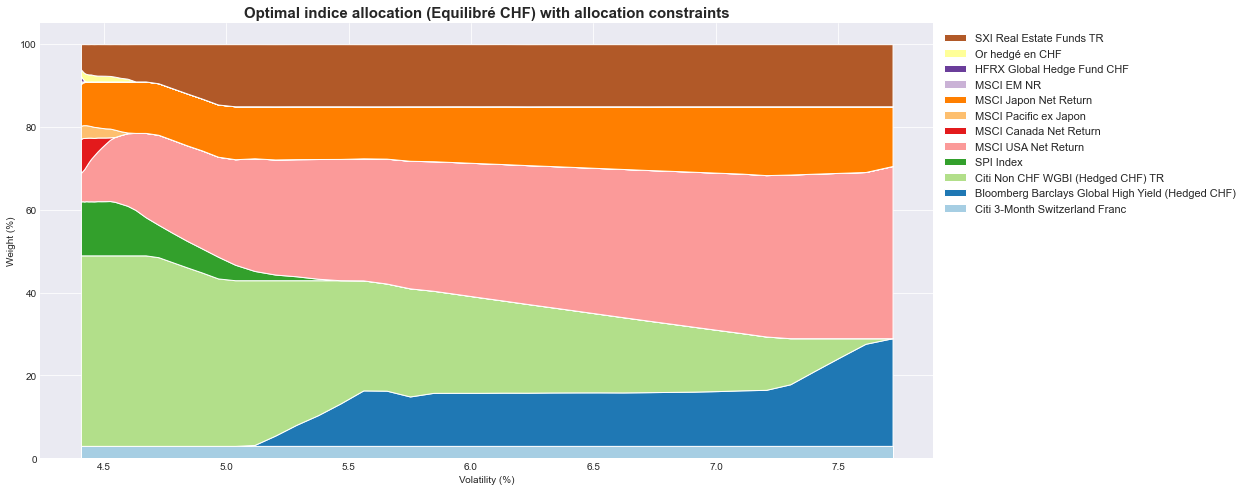 Optimal indice allocation (Equilibré CHF) with allocation constraints
100
80
60
40
20
0
Weight (%)
4.5 5.0 5.5 6.0 6.5 7.0 7.5
Volatility (%)
SXI Real Estate Funds TR
Or hedgé en CHF
HFRX Global Hedge Fund CHF
MSCI EM NR
MSCI Japon Net Return
MSCI Pacific ex Japon
MSCI Canada Net Return
MSCI USA Net Return
SPI Index
Citi Non CHF WGBI (Hedged CHF) TR
Bloomberg Barclays Global High Yield (Hedged CHF)
Citi 3-Month Switzerland Franc